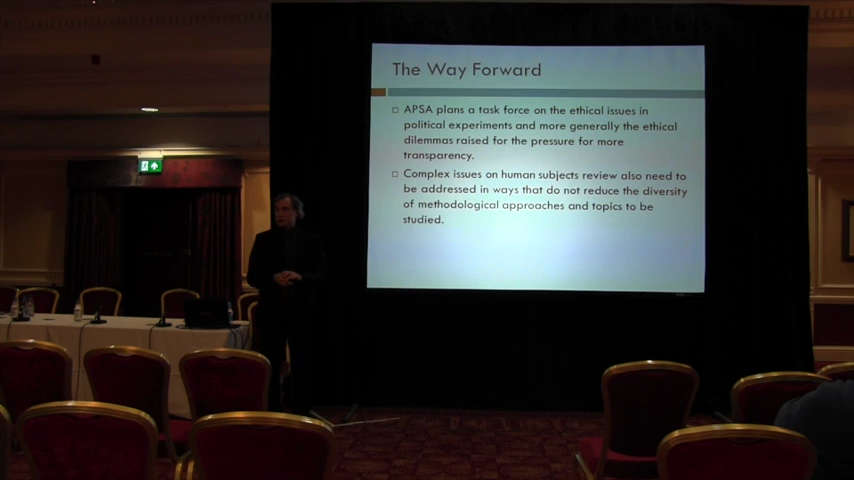 The Way Forward
□ APSA plans a task force on the ethical issues in
political experiments and more generally the ethical
dilemmas raised for the pressure for more
transparency.
□ Complex issues on human subjects review also need to
be addressed in ways that do not reduce the diversity
of methodological approaches and topics to be
studied.